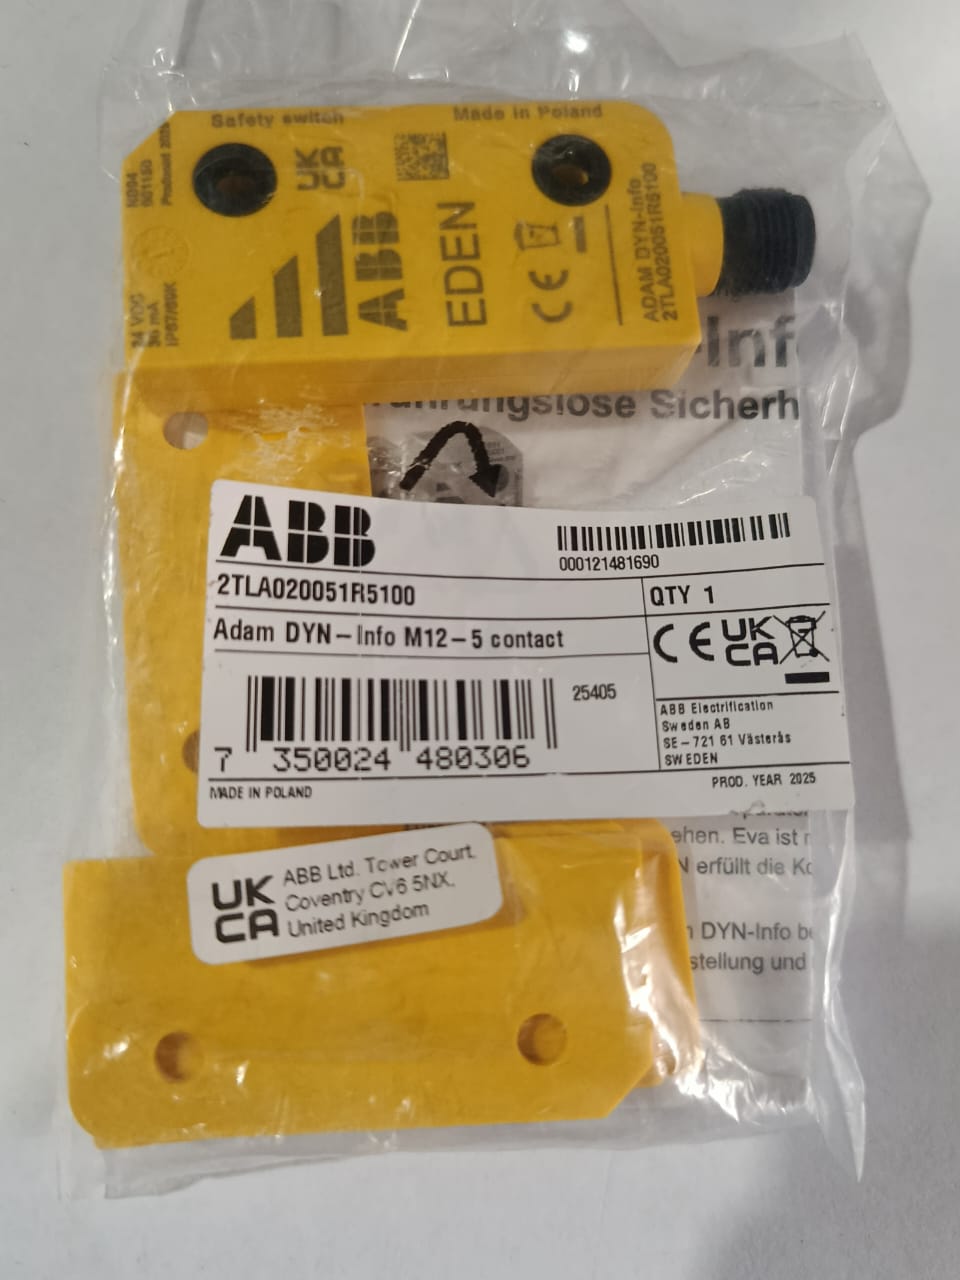 Safety switch
Made in Poland
24 VDC
IP67/69K
UK
CA
ABB
EDEN
CE
ADAM DYN-Info
2TLA020051R5100
-Inf
ührungslose Sicherh
ABB
000121481690
2TLA020051R5100
QTY 1
Adam DYN-Info M12-5 contact
CE UK
CA
25405
7 350024 480306
ABB Electrification
Sweden AB
SE-721 61 Västerås
SWEDEN
MADE IN POLAND
PROD. YEAR 2025
ehen. Eva ist
N erfüllt die Ko
DYN-Info be
stellung und
UK
CA
ABB Ltd. Tower Court,
Coventry CV6 5NX,
United Kingdom